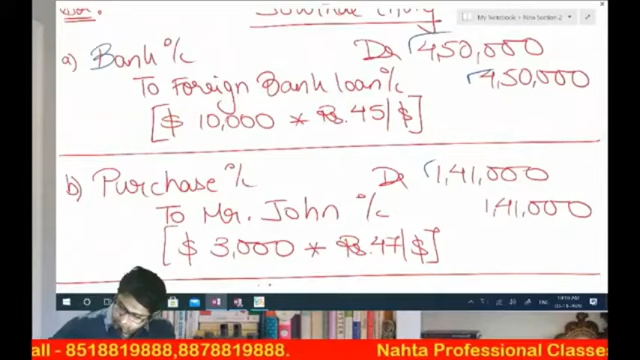 Journal Entry
My Notebook » New Section 2
a) Bank a/c Dr 4,50,000
To Foreign Bank loan a/c 4,50,000
[$ 10,000 * Rs.45/$]
b) Purchase a/c Dr 1,41,000
To Mr. John a/c 1,41,000
[$ 3,000 * Rs.47/$]
all - 8518819888,8878819888. Nahta Professional Classes